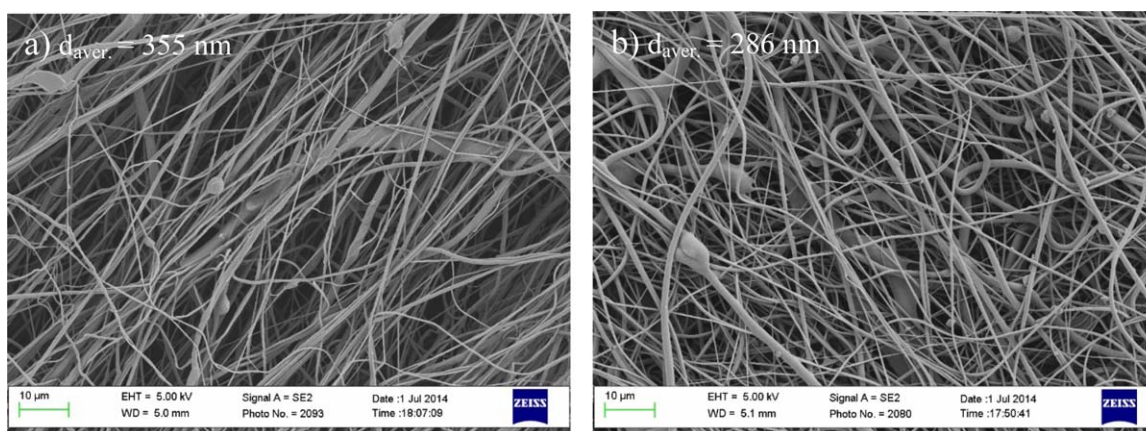 a) daver. = 355 nm
10 µm
EHT = 5.00 kV
WD = 5.0 mm
Signal A = SE2
Photo No. = 2093
Date :1 Jul 2014
Time :18:07:09
ZEISS
b) daver. = 286 nm
10 µm
EHT = 5.00 kV
WD = 5.1 mm
Signal A = SE2
Photo No. = 2080
Date :1 Jul 2014
Time :17:50:41
ZEISS